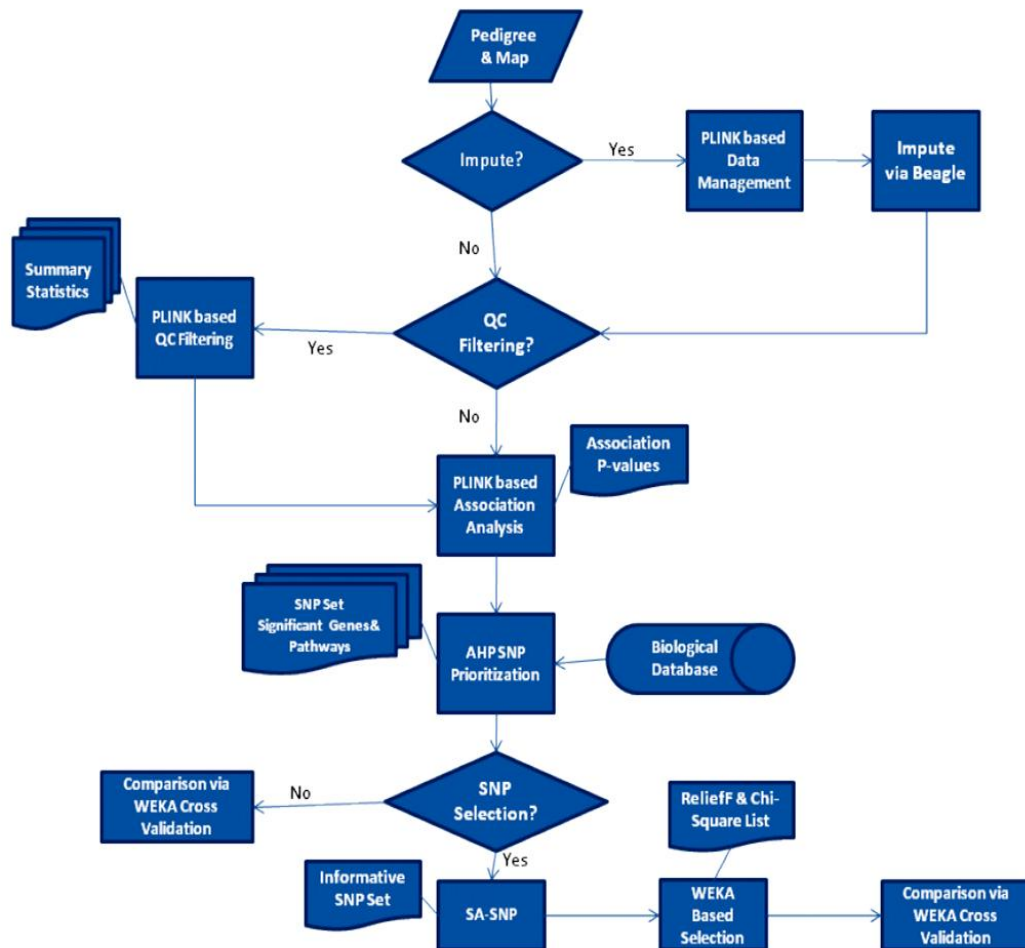 Pedigree
& Map
Impute?
Yes
PLINK based
Data
Management
Impute
via Beagle
No
Summary
Statistics
PLINK based
QC Filtering
Yes
QC
Filtering?
No
PLINK based
Association
Analysis
Association
P-values
SNP Set
Significant Genes&
Pathways
AHP SNP
Prioritization
Biological
Database
Comparison via
WEKA Cross
Validation
No
SNP
Selection?
ReliefF & Chi-
Square List
Yes
Informative
SNP Set
SA-SNP
WEKA
Based
Selection
Comparison via
WEKA Cross
Validation